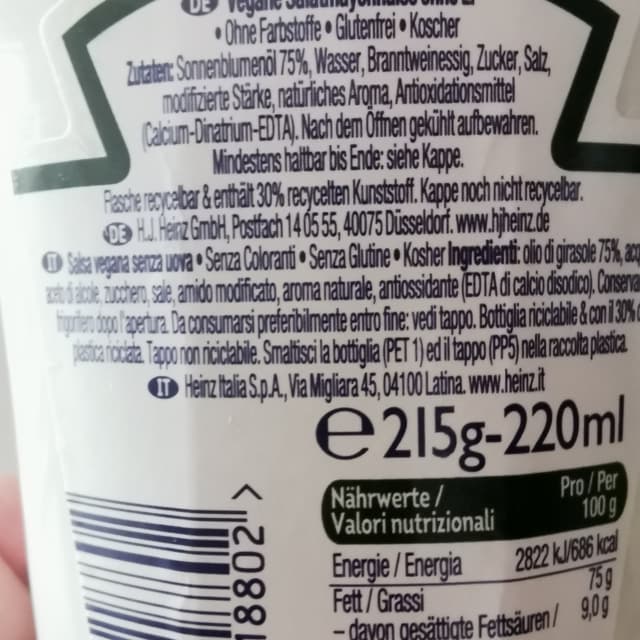 DE Vegane Salatmayonnaise ohne Ei
• Ohne Farbstoffe • Glutenfrei • Koscher
Zutaten: Sonnenblumenöl 75%, Wasser, Branntweinessig, Zucker, Salz,
modifizierte Stärke, natürliches Aroma, Antioxidationsmittel
(Calcium-Dinatrium-EDTA). Nach dem Öffnen gekühlt aufbewahren.
Mindestens haltbar bis Ende: siehe Kappe.
Flasche recycelbar & enthält 30% recycelten Kunststoff. Kappe noch nicht recycelbar.
DE H.J. Heinz GmbH, Postfach 14 05 55, 40075 Düsseldorf. www.hjheinz.de
IT Salsa vegana senza uova • Senza Coloranti • Senza Glutine • Kosher Ingredienti: olio di girasole 75%,
aceto di alcole, zucchero, sale, amido modificato, aroma naturale, antiossidante (EDTA di calcio disodico).
frigorifero dopo l'apertura. Da consumarsi preferibilmente entro fine: vedi tappo. Bottiglia riciclabile & con il 30%
plastica riciclata. Tappo non riciclabile. Smaltisci la bottiglia (PET 1) ed il tappo (PP5) nella raccolta plastica.
IT Heinz Italia S.p.A., Via Migliara 45, 04100 Latina. www.heinz.it
℮215g-220ml
Nährwerte / Pro / Per
Valori nutrizionali 100 g
Energie / Energia 2822 kJ/686 kcal
Fett / Grassi 75 g
– davon gesättigte Fettsäuren / 9,0 g
18802 >